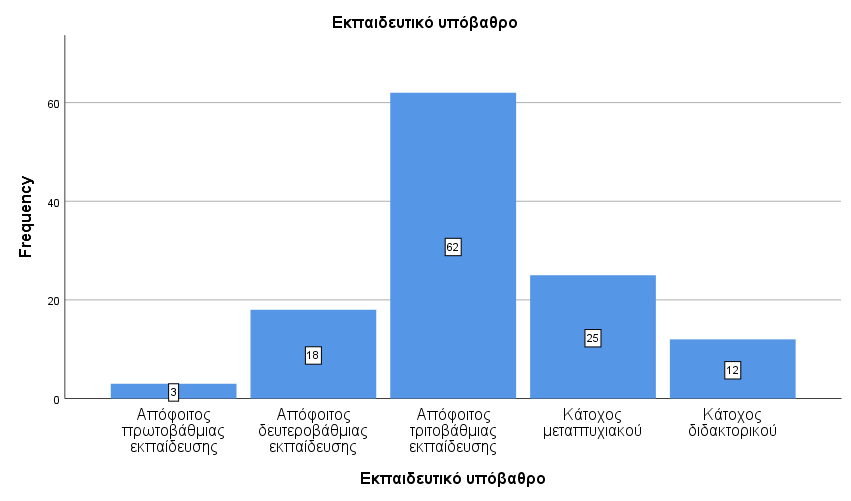 Εκπαιδευτικό υπόβαθρο
Frequency
60
40
20
0
3
18
62
25
12
Απόφοιτος
πρωτοβάθμιας
εκπαίδευσης
Απόφοιτος
δευτεροβάθμιας
εκπαίδευσης
Απόφοιτος
τριτοβάθμιας
εκπαίδευσης
Κάτοχος
μεταπτυχιακού
Κάτοχος
διδακτορικού
Εκπαιδευτικό υπόβαθρο